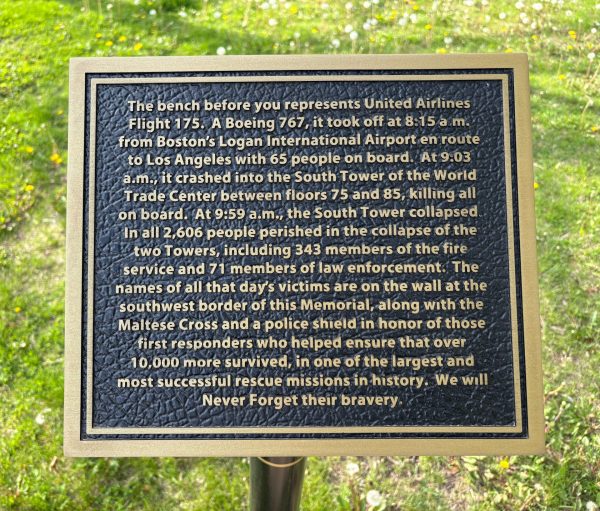 The bench before you represents United Airlines
Flight 175. A Boeing 767, it took off at 8:15 a.m.
from Boston's Logan International Airport en route
to Los Angeles with 65 people on board. At 9:03
a.m., it crashed into the South Tower of the World
Trade Center between floors 75 and 85, killing all
on board. At 9:59 a.m., the South Tower collapsed.
In all 2,606 people perished in the collapse of the
two Towers, including 343 members of the fire
service and 71 members of law enforcement. The
names of all that day's victims are on the wall at the
southwest border of this Memorial, along with the
Maltese Cross and a police shield in honor of those
first responders who helped ensure that over
10,000 more survived, in one of the largest and
most successful rescue missions in history. We will
Never Forget their bravery.